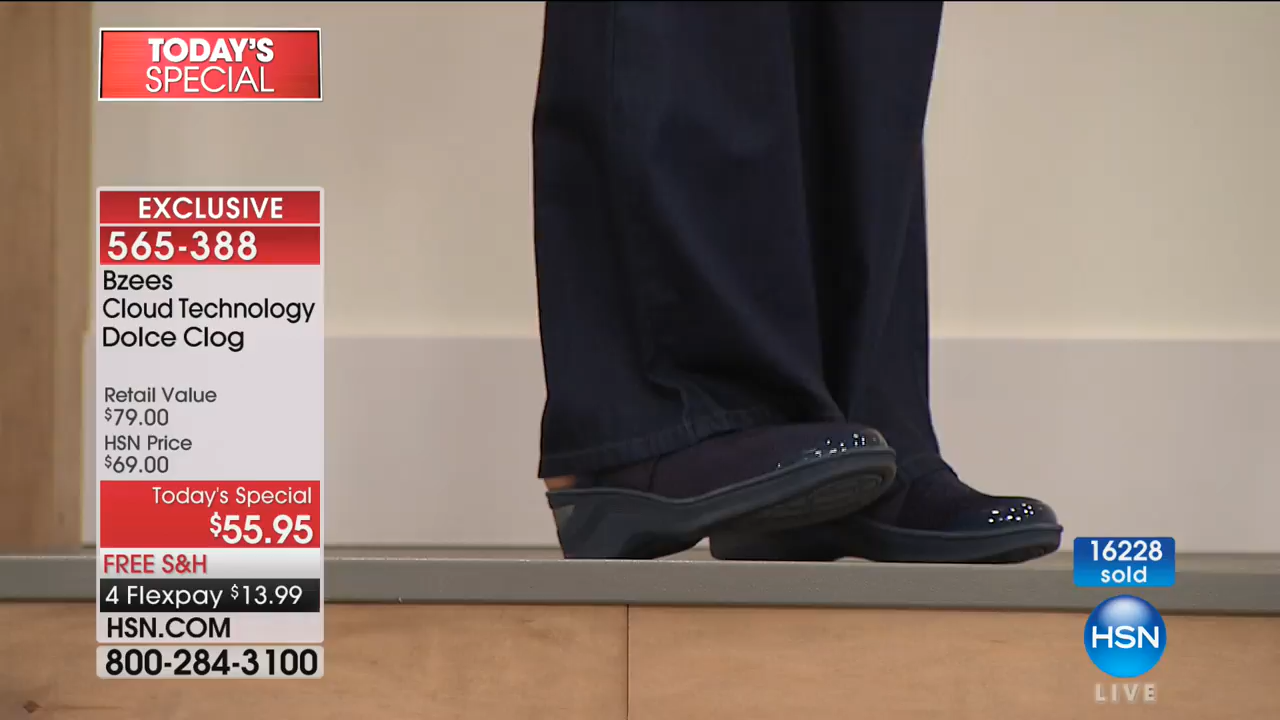 TODAY'S
SPECIAL
EXCLUSIVE
565-388
Bzees
Cloud Technology
Dolce Clog
Retail Value
$79.00
HSN Price
$69.00
Today's Special
$55.95
FREE S&H
4 Flexpay $13.99
HSN.COM
800-284-3100
16228
sold
HSN
LIVE